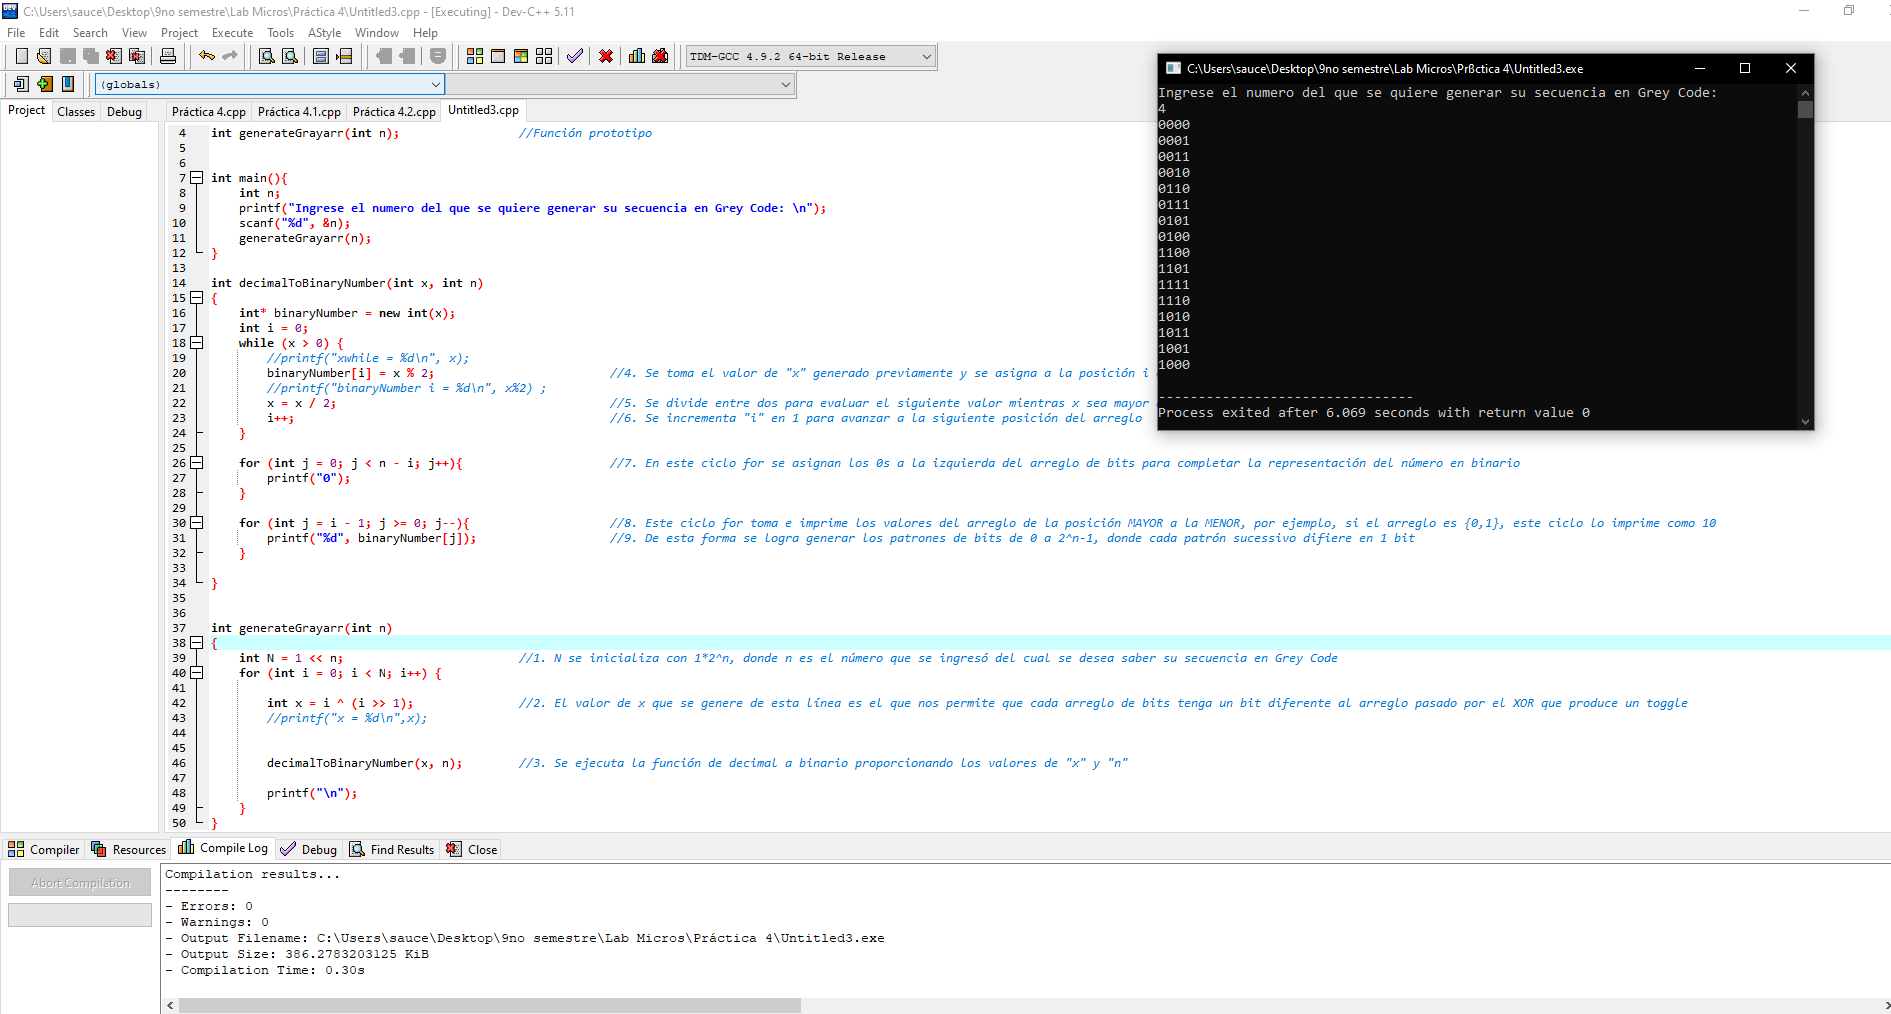 C:\Users\sauce\Desktop\9no semestre\Lab Micros\Práctica 4\Untitled3.cpp - [Executing] - Dev-C++ 5.11
File Edit Search View Project Execute Tools AStyle Window Help
TDM-GCC 4.9.2 64-bit Release
(globals)
Project Classes Debug
Práctica 4.cpp Práctica 4.1.cpp Práctica 4.2.cpp Untitled3.cpp
4 int generateGrayarr(int n); //Función prototipo
5
6
7 int main(){
8 int n;
9 printf("Ingrese el numero del que se quiere generar su secuencia en Grey Code: \n");
10 scanf("%d", &n);
11 generateGrayarr(n);
12 }
13
14 int decimalToBinaryNumber(int x, int n)
15 {
16 int* binaryNumber = new int(x);
17 int i = 0;
18 while (x > 0) {
19 //printf("xwhile = %d\n", x);
20 binaryNumber[i] = x % 2; //4. Se toma el valor de "x" generado previamente y se asigna a la posición i
21 //printf("binaryNumber i = %d\n", x%2) ;
22 x = x / 2; //5. Se divide entre dos para evaluar el siguiente valor mientras x sea mayor
23 i++; //6. Se incrementa "i" en 1 para avanzar a la siguiente posición del arreglo
24 }
25
26 for (int j = 0; j < n - i; j++){ //7. En este ciclo for se asignan los 0s a la izquierda del arreglo de bits para completar la representación del número en binario
27 printf("0");
28 }
29
30 for (int j = i - 1; j >= 0; j--){ //8. Este ciclo for toma e imprime los valores del arreglo de la posición MAYOR a la MENOR, por ejemplo, si el arreglo es {0,1}, este ciclo lo imprime como 10
31 printf("%d", binaryNumber[j]); //9. De esta forma se logra generar los patrones de bits de 0 a 2^n-1, donde cada patrón sucessivo difiere en 1 bit
32 }
33
34 }
35
36
37 int generateGrayarr(int n)
38 {
39 int N = 1 << n; //1. N se inicializa con 1*2^n, donde n es el número que se ingresó del cual se desea saber su secuencia en Grey Code
40 for (int i = 0; i < N; i++) {
41
42 int x = i ^ (i >> 1); //2. El valor de x que se genere de esta línea es el que nos permite que cada arreglo de bits tenga un bit diferente al arreglo pasado por el XOR que produce un toggle
43 //printf("x = %d\n",x);
44
45
46 decimalToBinaryNumber(x, n); //3. Se ejecuta la función de decimal a binario proporcionando los valores de "x" y "n"
47
48 printf("\n");
49 }
50 }
C:\Users\sauce\Desktop\9no semestre\Lab Micros\Prßctica 4\Untitled3.exe
Ingrese el numero del que se quiere generar su secuencia en Grey Code:
4
0000
0001
0011
0010
0110
0111
0101
0100
1100
1101
1111
1110
1010
1011
1001
1000
--------------------------------
Process exited after 6.069 seconds with return value 0
Compiler Resources Compile Log Debug Find Results Close
Abort Compilation
Compilation results...
--------
- Errors: 0
- Warnings: 0
- Output Filename: C:\Users\sauce\Desktop\9no semestre\Lab Micros\Práctica 4\Untitled3.exe
- Output Size: 386.2783203125 KiB
- Compilation Time: 0.30s